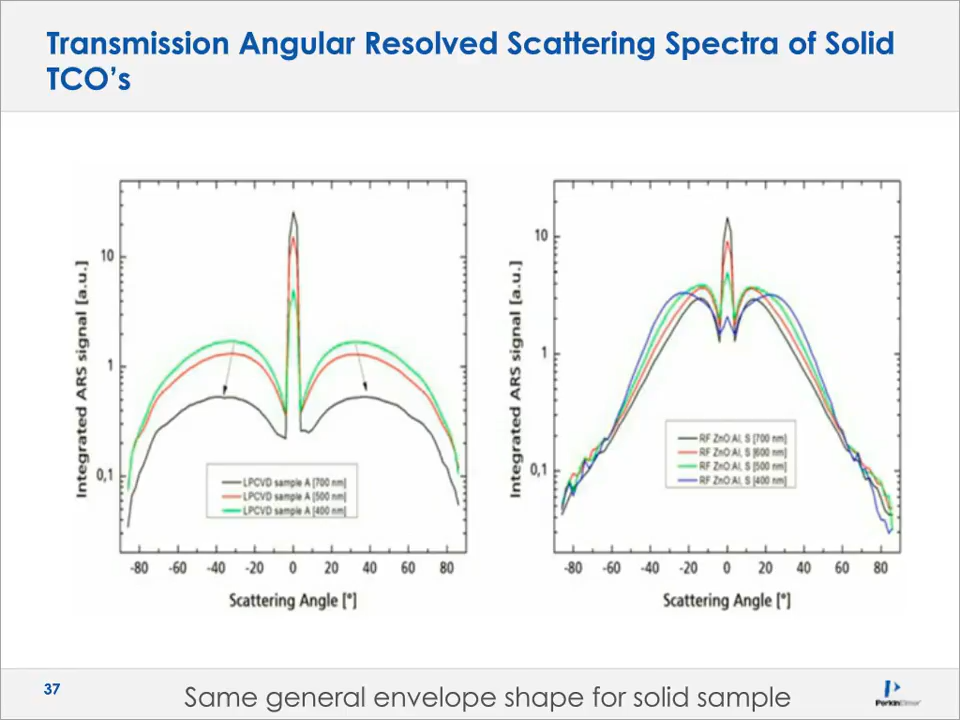 Transmission Angular Resolved Scattering Spectra of Solid
TCO's
Integrated ARS signal [a.u.]
10
1
0,1
LPCVD sample A [700 nm]
LPCVD sample A [500 nm]
LPCVD sample A [400 nm]
-80 -60 -40 -20 0 20 40 60 80
Scattering Angle [°]
Integrated ARS signal [a.u.]
10
1
0,1
RF ZnO:Al, S [700 nm]
RF ZnO:Al, S [600 nm]
RF ZnO:Al, S [500 nm]
RF ZnO:Al, S [400 nm]
-80 -60 -40 -20 0 20 40 60 80
Scattering Angle [°]
37
Same general envelope shape for solid sample
PerkinElmer